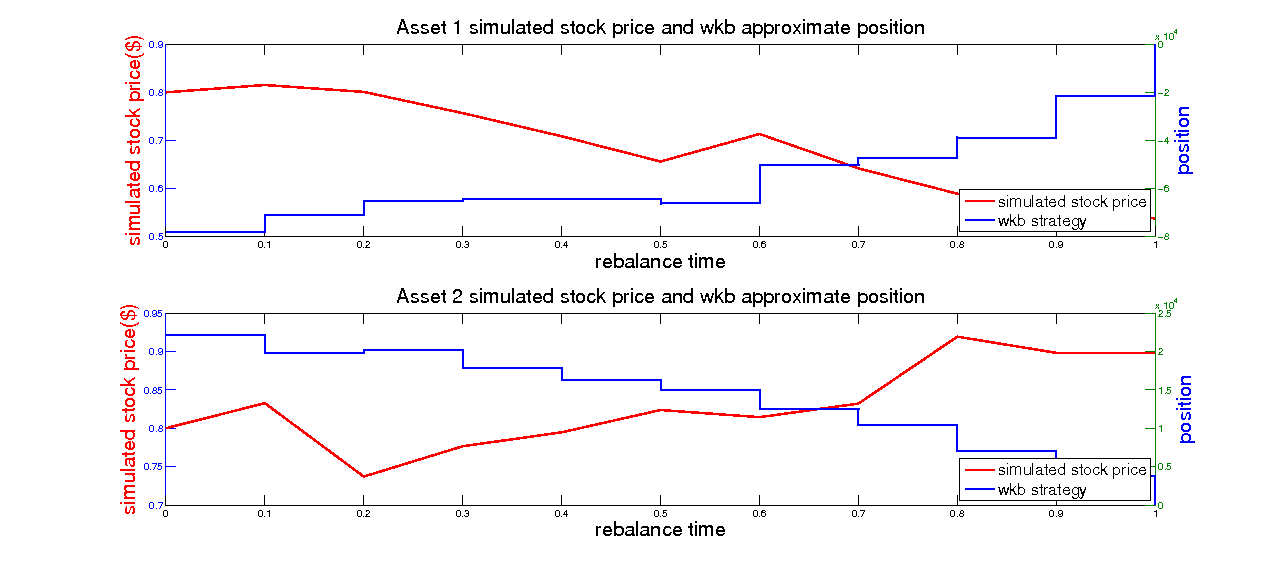 Asset 1 simulated stock price and wkb approximate position
x 10^4
0.9
0.8
0.7
0.6
0.5
simulated stock price($)
0
-2
-4
-6
-8
position
simulated stock price
wkb strategy
0 0.1 0.2 0.3 0.4 0.5 0.6 0.7 0.8 0.9 1
rebalance time
Asset 2 simulated stock price and wkb approximate position
x 10^4
0.95
0.9
0.85
0.8
0.75
0.7
simulated stock price($)
2.5
2
1.5
1
0.5
0
position
simulated stock price
wkb strategy
0 0.1 0.2 0.3 0.4 0.5 0.6 0.7 0.8 0.9 1
rebalance time